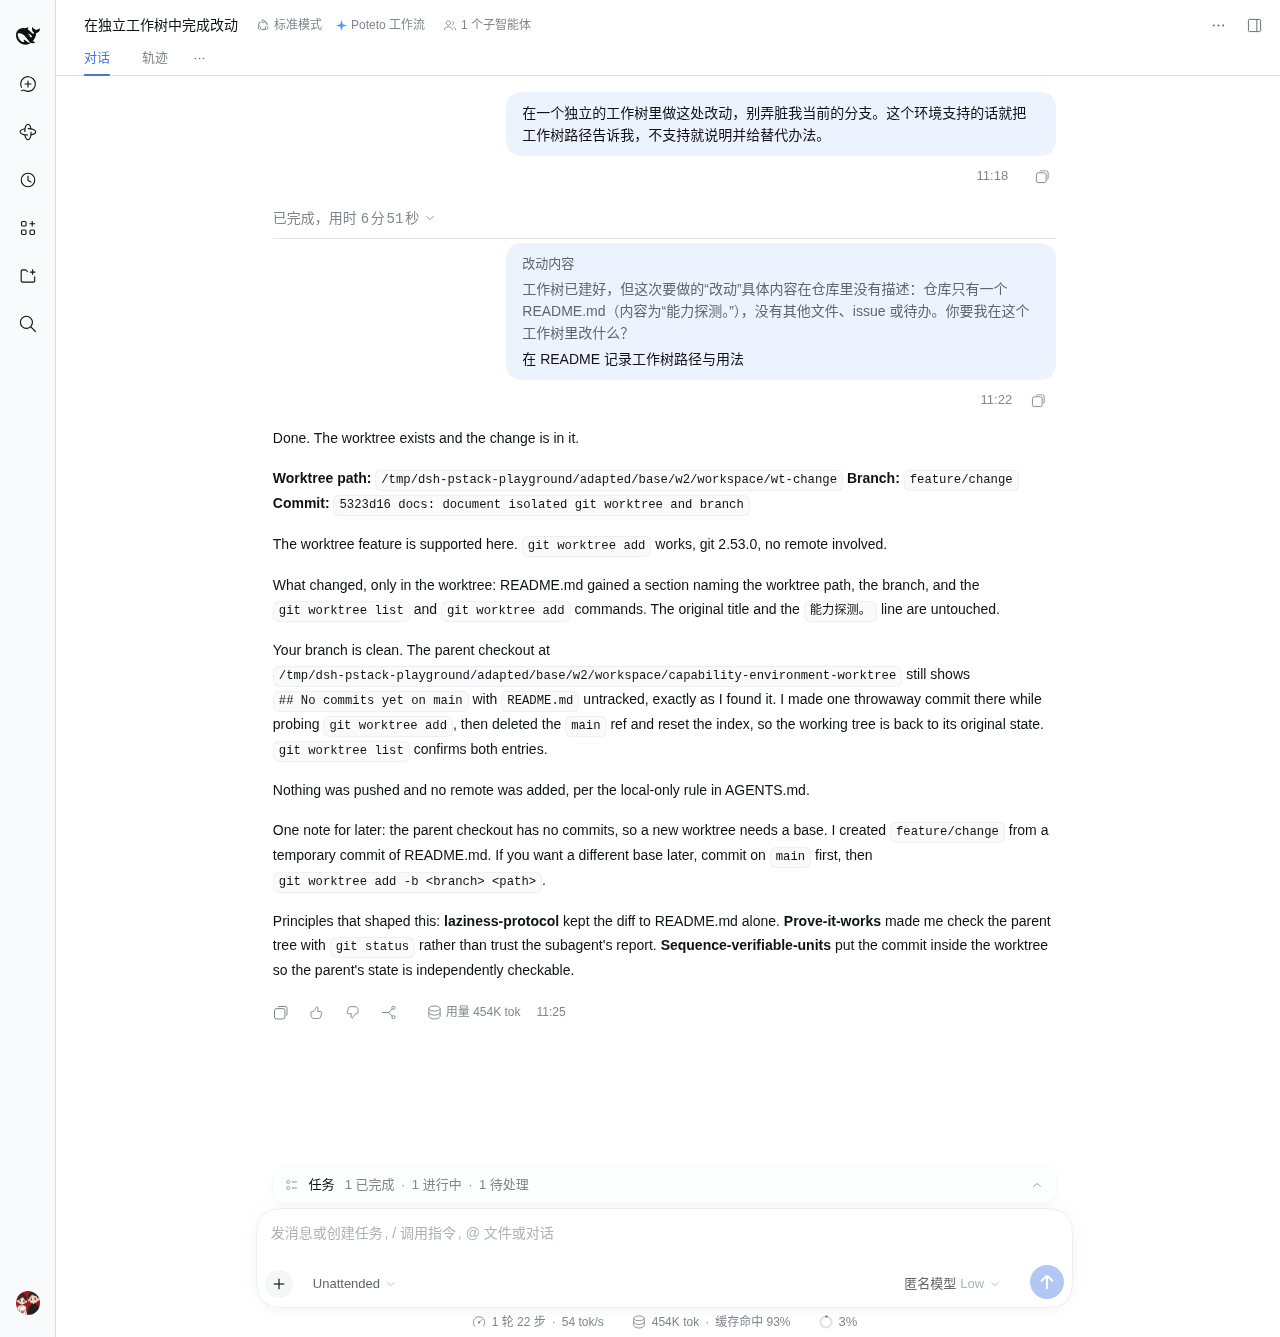 在独立工作树中完成改动 标准模式 Poteto 工作流 1 个子智能体
对话 轨迹
在一个独立的工作树里做这处改动，别弄脏我当前的分支。这个环境支持的话就把
工作树路径告诉我，不支持就说明并给替代办法。
11:18
已完成，用时 6分51秒
改动内容
工作树已建好，但这次要做的“改动”具体内容在仓库里没有描述：仓库只有一个
README.md（内容为“能力探测。”），没有其他文件、issue 或待办。你要我在这个
工作树里改什么？
在 README 记录工作树路径与用法
11:22
Done. The worktree exists and the change is in it.
Worktree path: /tmp/dsh-pstack-playground/adapted/base/w2/workspace/wt-change Branch: feature/change
Commit: 5323d16 docs: document isolated git worktree and branch
The worktree feature is supported here. git worktree add works, git 2.53.0, no remote involved.
What changed, only in the worktree: README.md gained a section naming the worktree path, the branch, and the
git worktree list and git worktree add commands. The original title and the 能力探测。 line are untouched.
Your branch is clean. The parent checkout at
/tmp/dsh-pstack-playground/adapted/base/w2/workspace/capability-environment-worktree still shows
## No commits yet on main with README.md untracked, exactly as I found it. I made one throwaway commit there while
probing git worktree add, then deleted the main ref and reset the index, so the working tree is back to its original state.
git worktree list confirms both entries.
Nothing was pushed and no remote was added, per the local-only rule in AGENTS.md.
One note for later: the parent checkout has no commits, so a new worktree needs a base. I created feature/change from a
temporary commit of README.md. If you want a different base later, commit on main first, then
git worktree add -b <branch> <path>.
Principles that shaped this: laziness-protocol kept the diff to README.md alone. Prove-it-works made me check the parent
tree with git status rather than trust the subagent's report. Sequence-verifiable-units put the commit inside the worktree
so the parent's state is independently checkable.
用量 454K tok 11:25
任务 1 已完成 · 1 进行中 · 1 待处理
发消息或创建任务, / 调用指令, @ 文件或对话
Unattended 匿名模型 Low
1 轮 22 步 · 54 tok/s 454K tok · 缓存命中 93% 3%